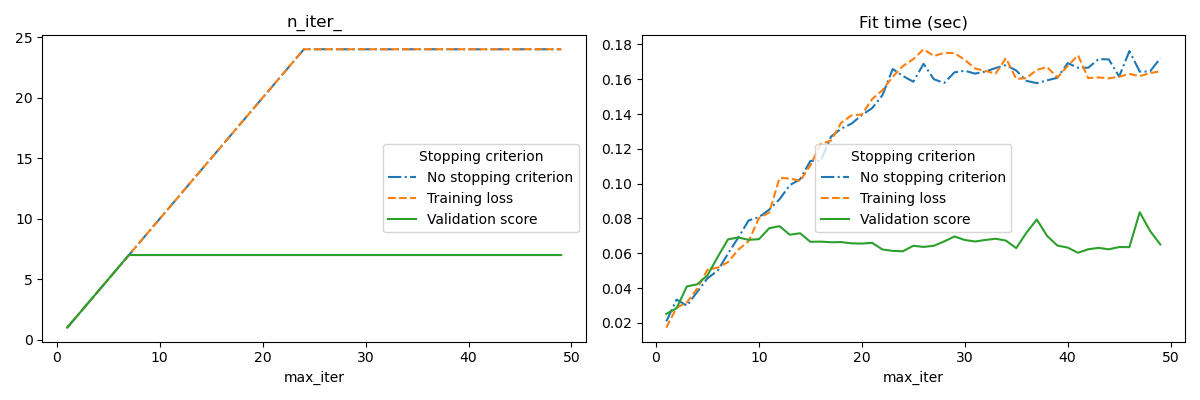 n_iter_
25
20
15
10
5
0
0 10 20 30 40 50
max_iter
Stopping criterion
No stopping criterion
Training loss
Validation score
Fit time (sec)
0.18
0.16
0.14
0.12
0.10
0.08
0.06
0.04
0.02
0 10 20 30 40 50
max_iter
Stopping criterion
No stopping criterion
Training loss
Validation score